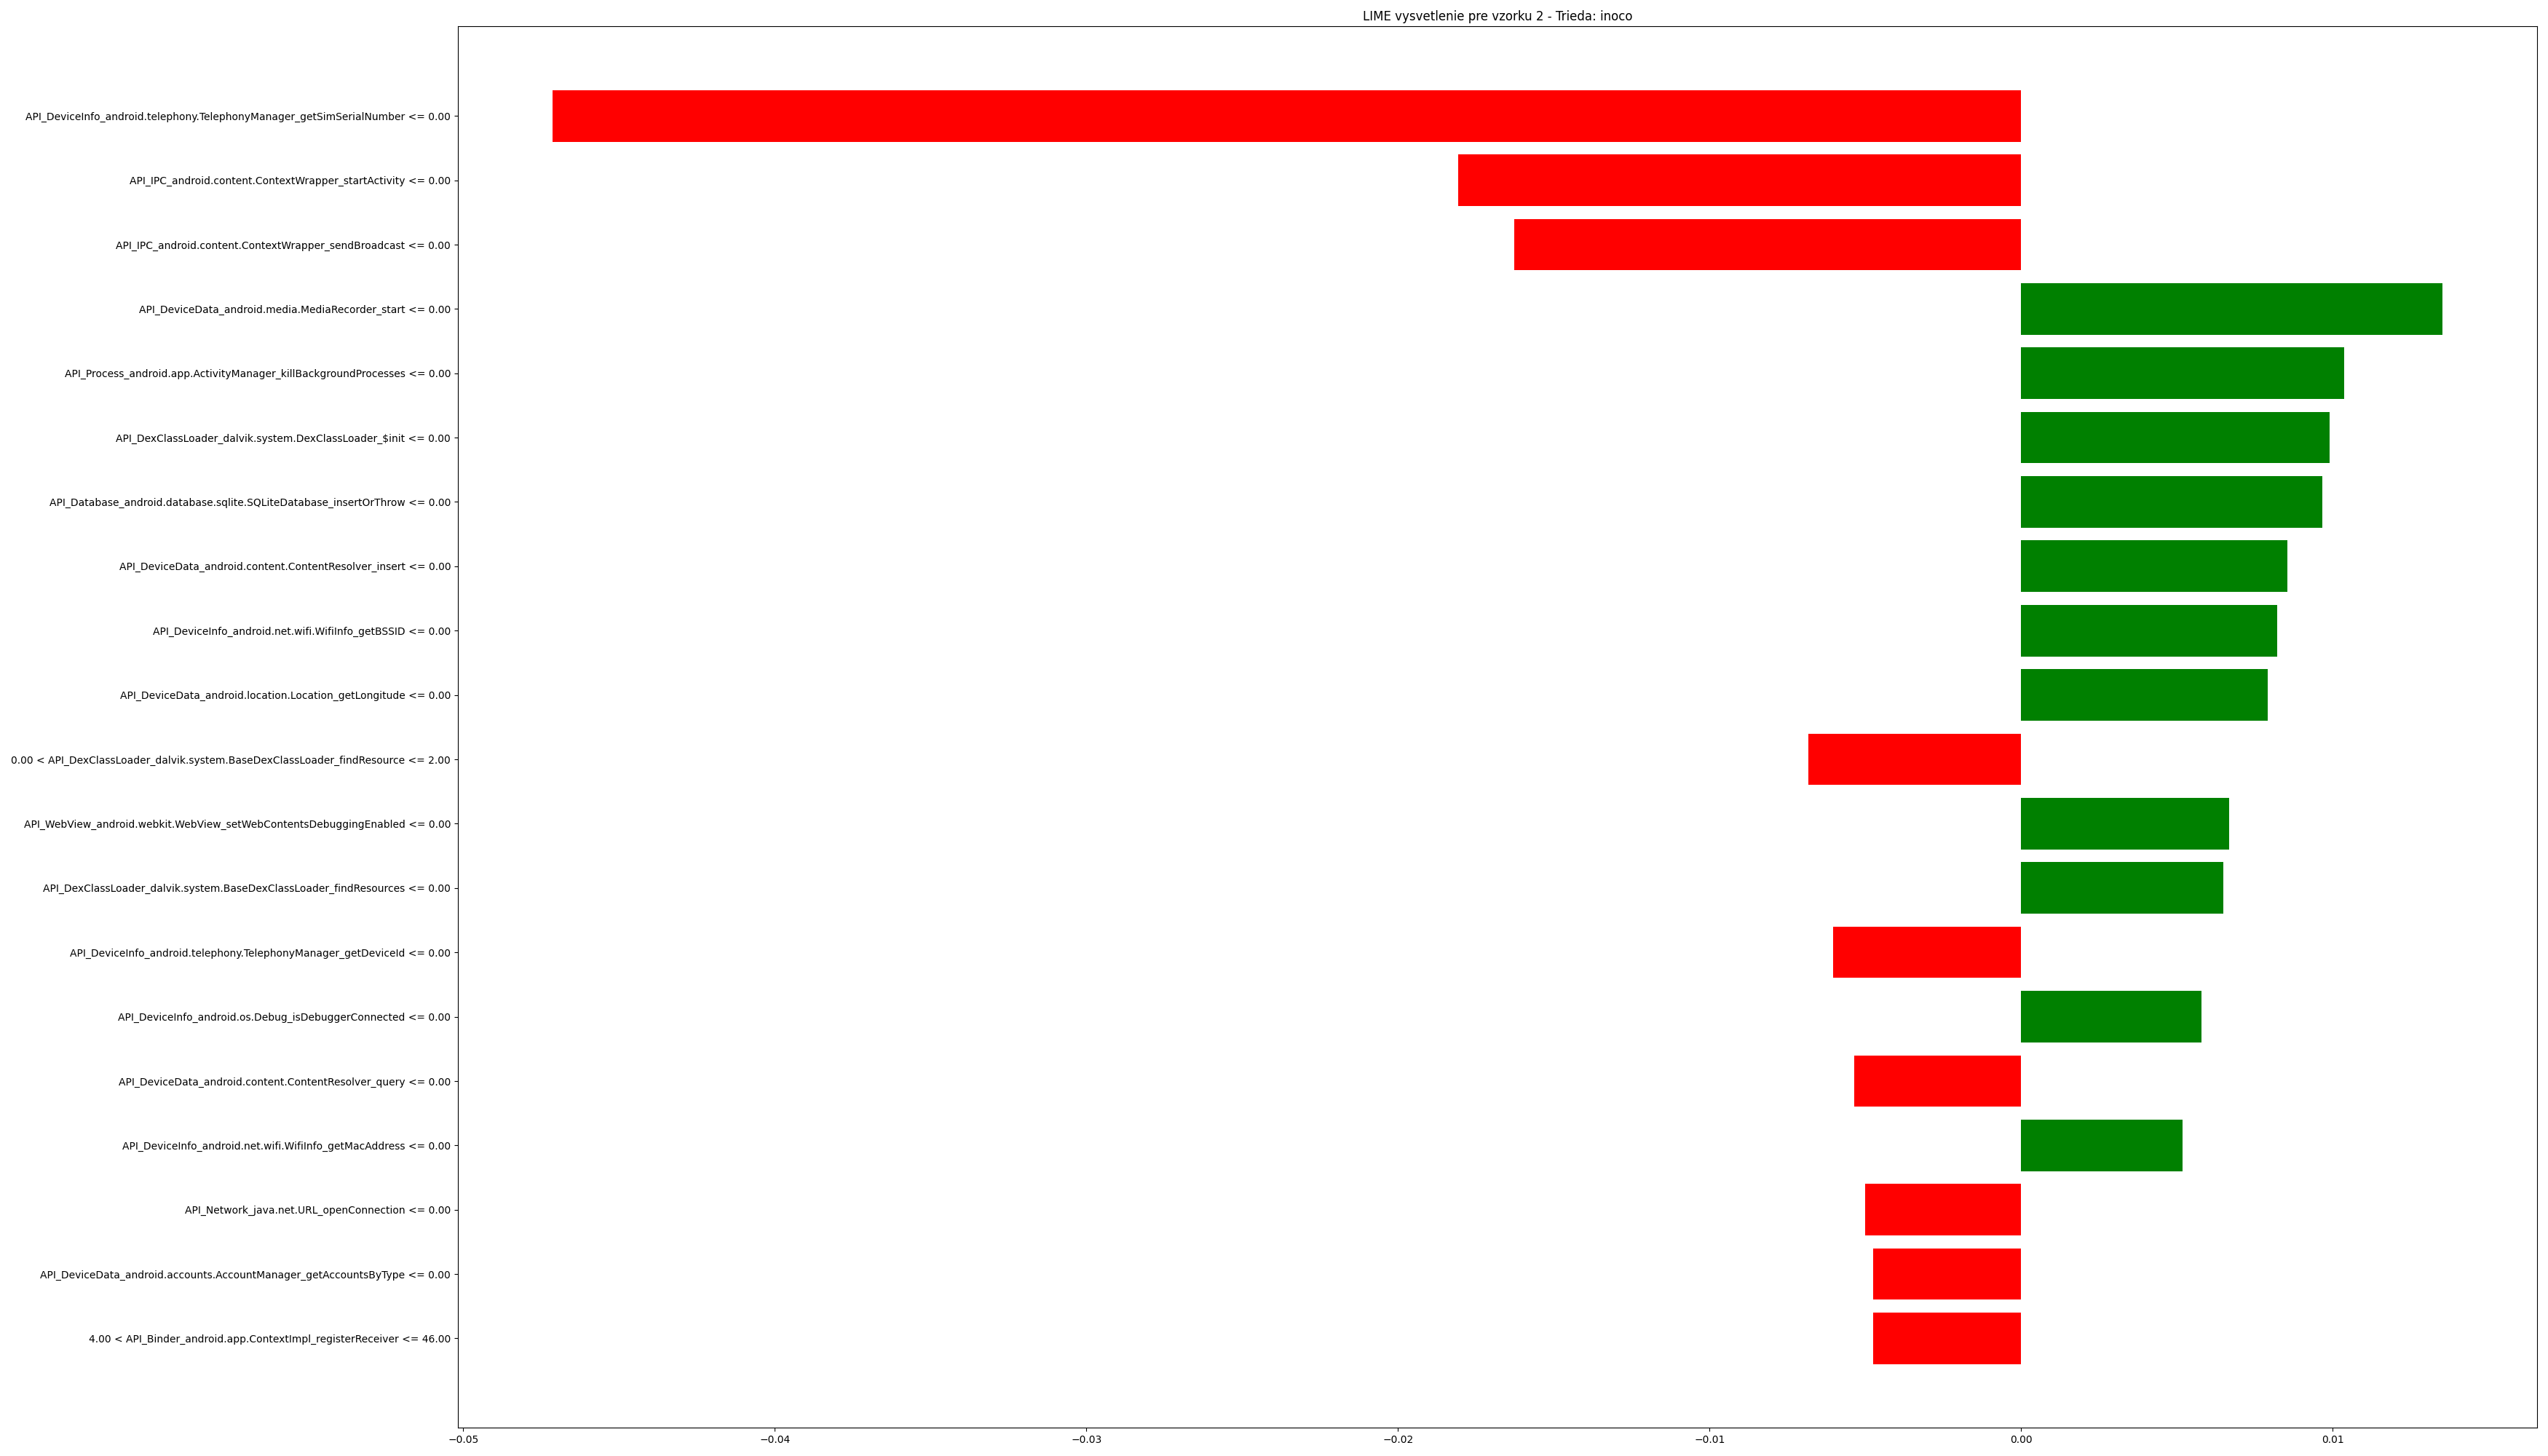 LIME vysvetlenie pre vzorku 2 - Trieda: inoco
API_DeviceInfo_android.telephony.TelephonyManager_getSimSerialNumber <= 0.00
API_IPC_android.content.ContextWrapper_startActivity <= 0.00
API_IPC_android.content.ContextWrapper_sendBroadcast <= 0.00
API_DeviceData_android.media.MediaRecorder_start <= 0.00
API_Process_android.app.ActivityManager_killBackgroundProcesses <= 0.00
API_DexClassLoader_dalvik.system.DexClassLoader_$init <= 0.00
API_Database_android.database.sqlite.SQLiteDatabase_insertOrThrow <= 0.00
API_DeviceData_android.content.ContentResolver_insert <= 0.00
API_DeviceInfo_android.net.wifi.WifiInfo_getBSSID <= 0.00
API_DeviceData_android.location.Location_getLongitude <= 0.00
0.00 < API_DexClassLoader_dalvik.system.BaseDexClassLoader_findResource <= 2.00
API_WebView_android.webkit.WebView_setWebContentsDebuggingEnabled <= 0.00
API_DexClassLoader_dalvik.system.BaseDexClassLoader_findResources <= 0.00
API_DeviceInfo_android.telephony.TelephonyManager_getDeviceId <= 0.00
API_DeviceInfo_android.os.Debug_isDebuggerConnected <= 0.00
API_DeviceData_android.content.ContentResolver_query <= 0.00
API_DeviceInfo_android.net.wifi.WifiInfo_getMacAddress <= 0.00
API_Network_java.net.URL_openConnection <= 0.00
API_DeviceData_android.accounts.AccountManager_getAccountsByType <= 0.00
4.00 < API_Binder_android.app.ContextImpl_registerReceiver <= 46.00
−0.05 −0.04 −0.03 −0.02 −0.01 0.00 0.01